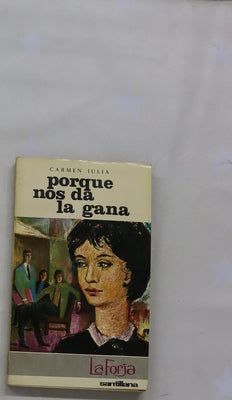 CARMEN JULIA
porque
nos da
la gana
La Forja
santillana